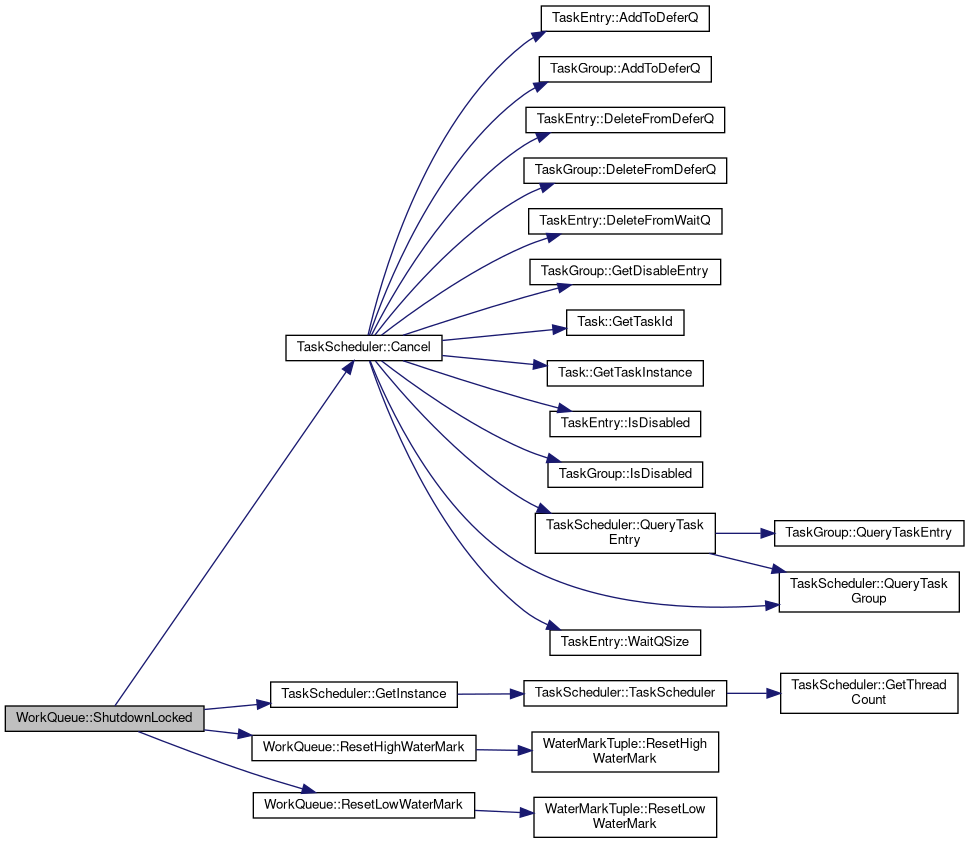 TaskEntry::AddToDeferQ
TaskGroup::AddToDeferQ
TaskEntry::DeleteFromDeferQ
TaskGroup::DeleteFromDeferQ
TaskEntry::DeleteFromWaitQ
TaskGroup::GetDisableEntry
Task::GetTaskId
TaskScheduler::Cancel
Task::GetTaskInstance
TaskEntry::IsDisabled
TaskGroup::IsDisabled
TaskScheduler::QueryTask
Entry
TaskGroup::QueryTaskEntry
TaskScheduler::QueryTask
Group
TaskEntry::WaitQSize
WorkQueue::ShutdownLocked
TaskScheduler::GetInstance
TaskScheduler::TaskScheduler
TaskScheduler::GetThread
Count
WorkQueue::ResetHighWaterMark
WaterMarkTuple::ResetHigh
WaterMark
WorkQueue::ResetLowWaterMark
WaterMarkTuple::ResetLow
WaterMark